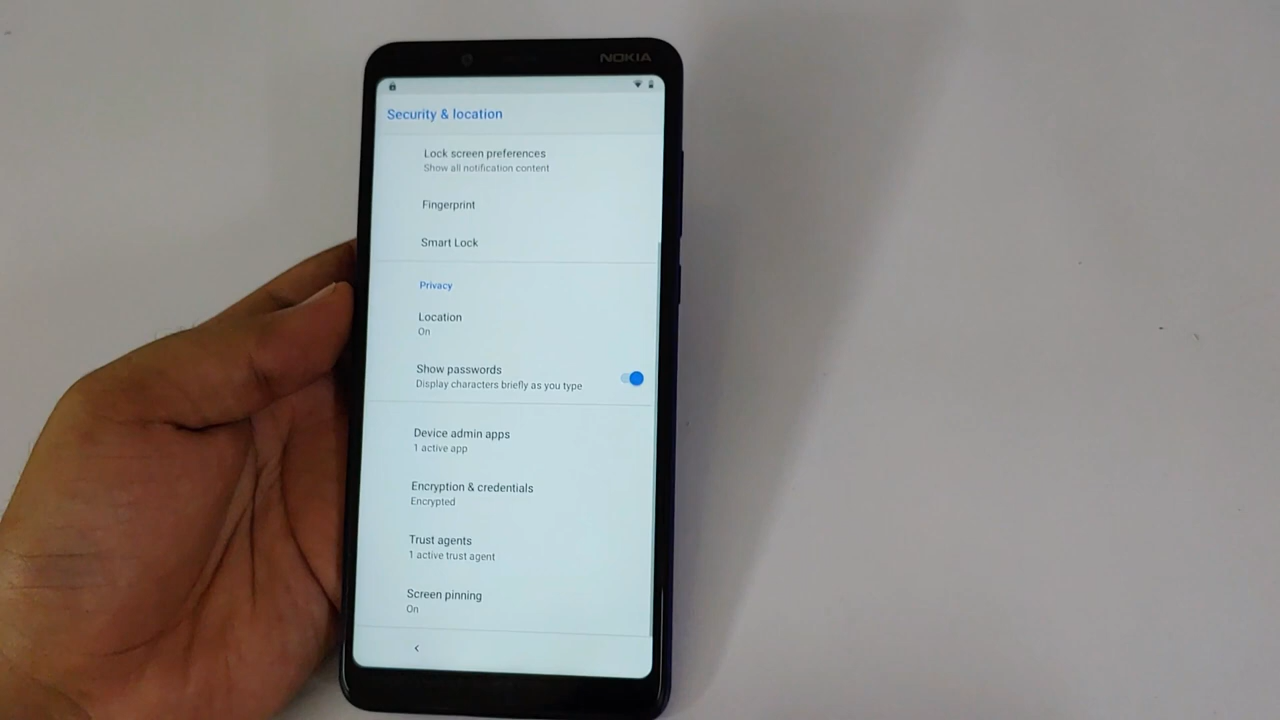 NOKIA
Security & location
Lock screen preferences
Show all notification content
Fingerprint
Smart Lock
Privacy
Location
On
Show passwords
Display characters briefly as you type
Device admin apps
1 active app
Encryption & credentials
Encrypted
Trust agents
1 active trust agent
Screen pinning
On